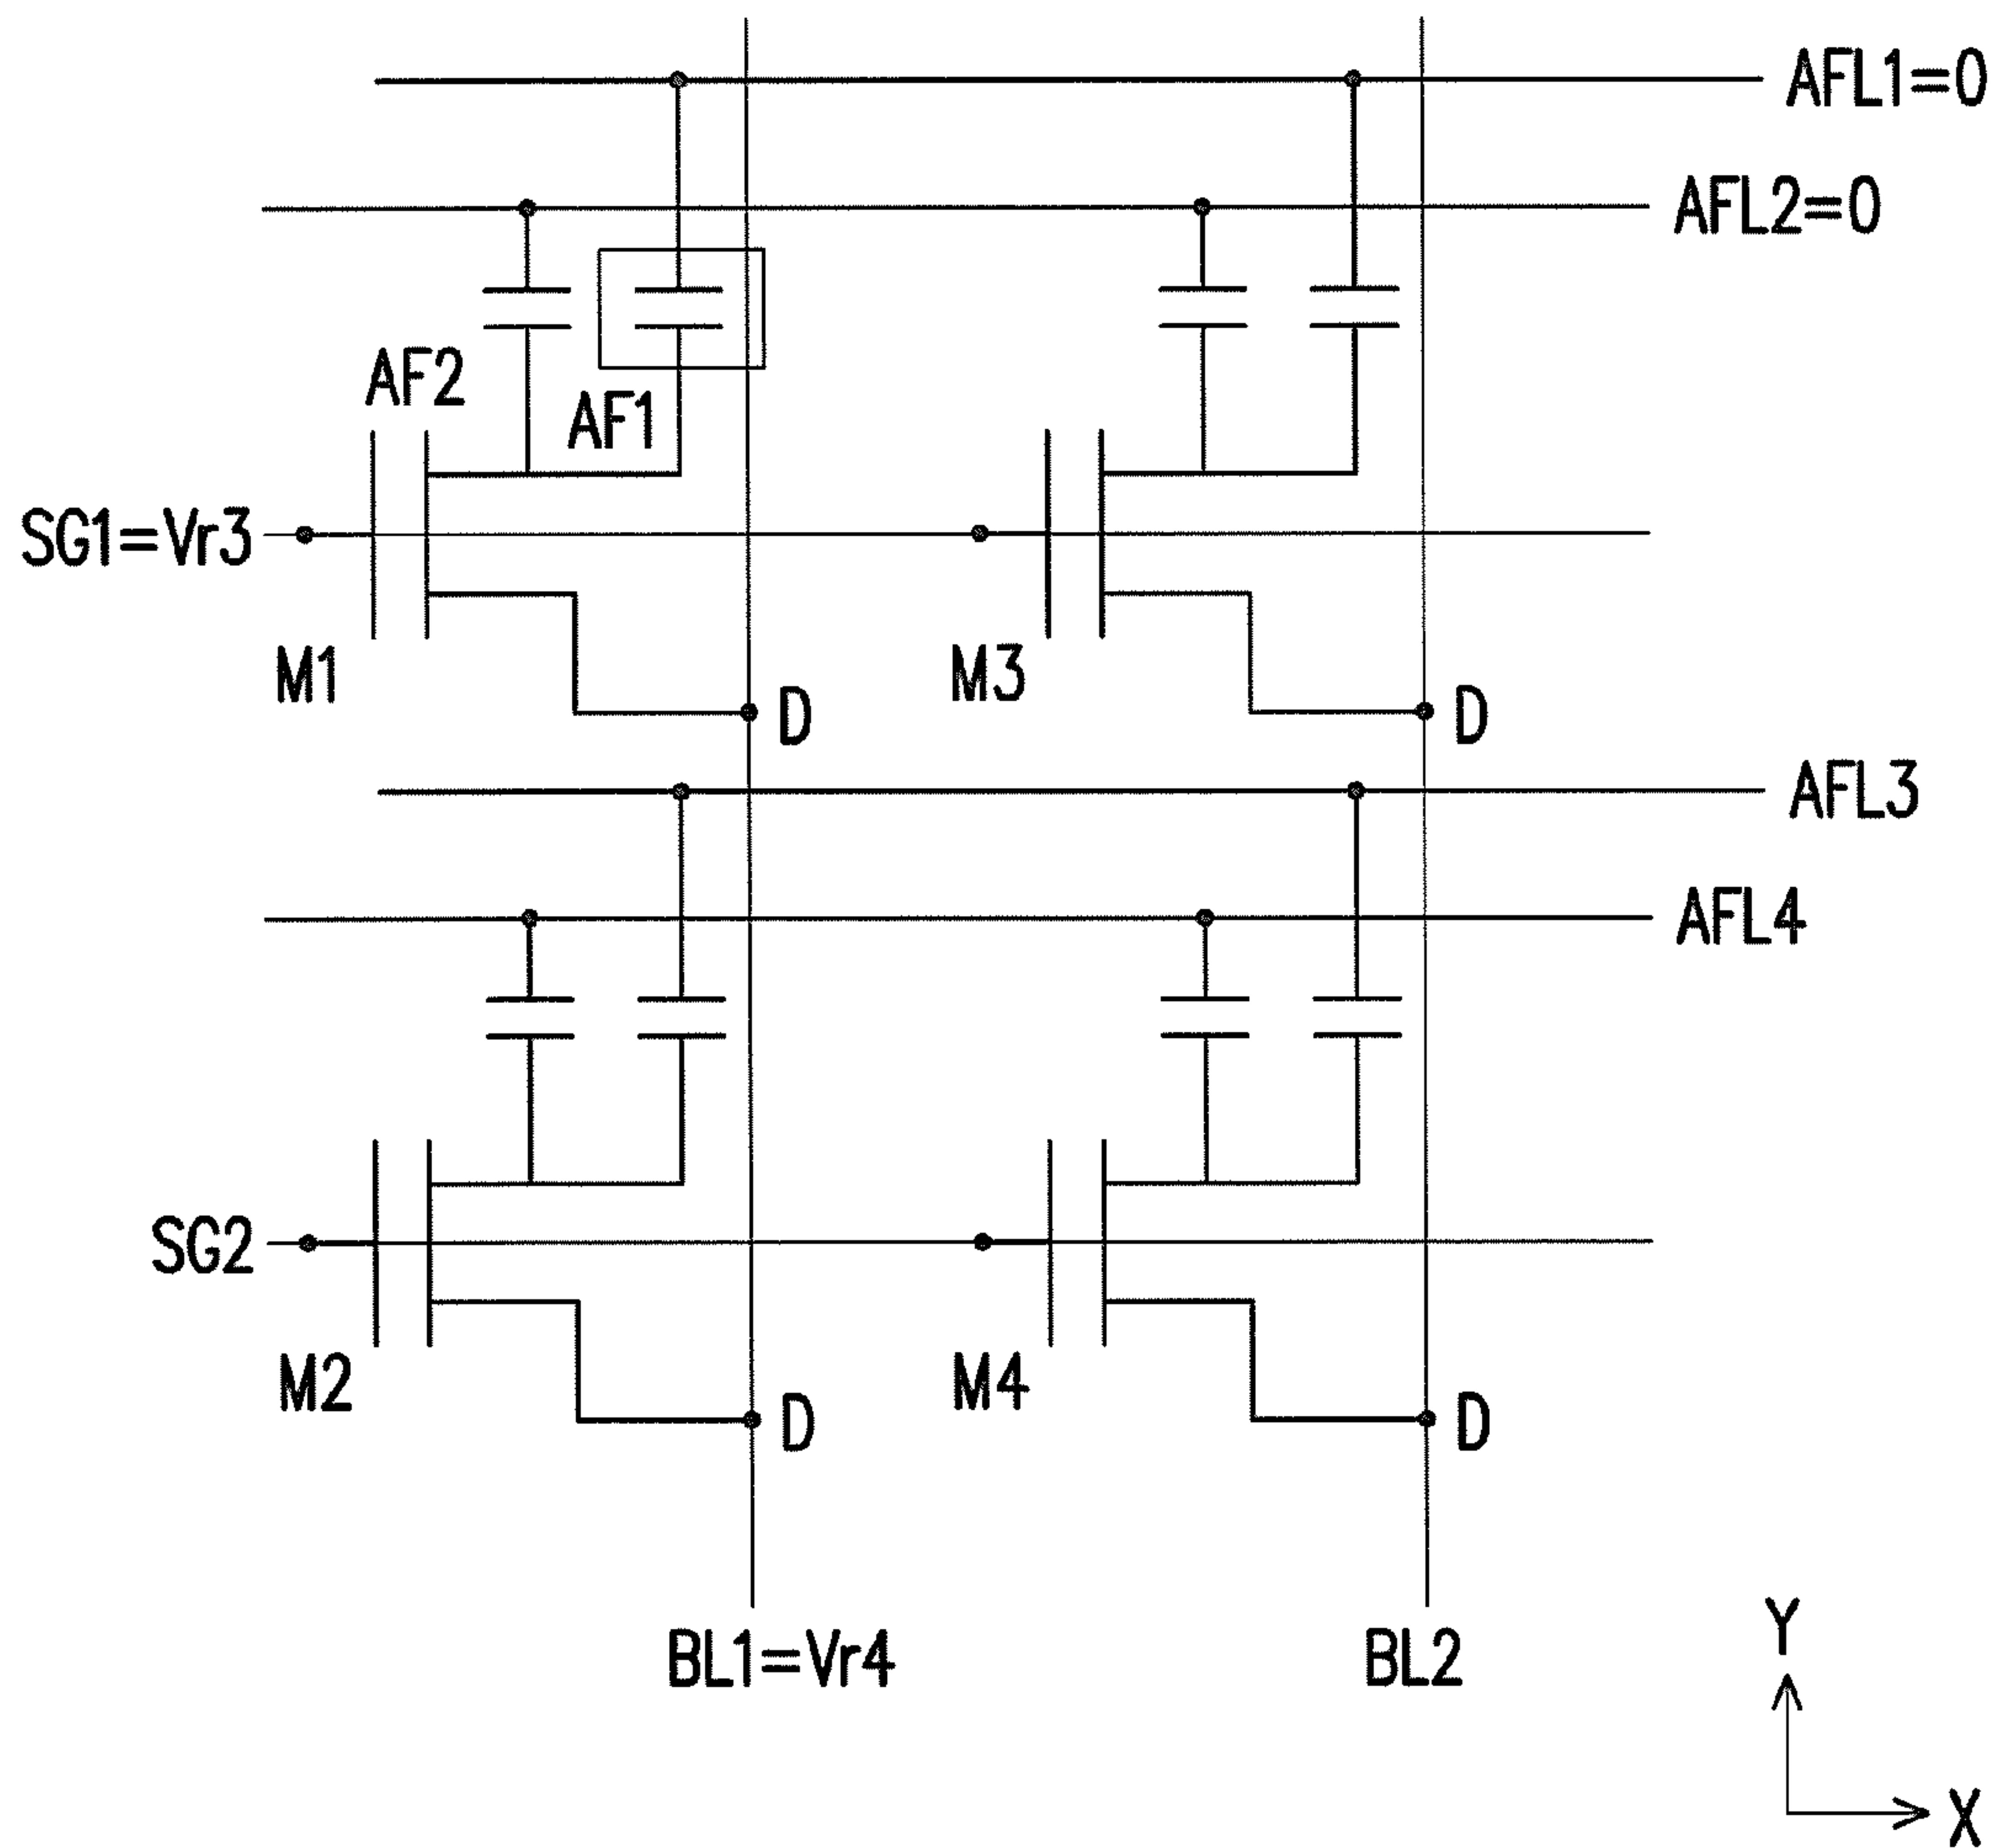 AFL1=0
AFL2=0
AF2
AF1
SG1=Vr3
M1
M3
D
D
AFL3
AFL4
SG2
M2
M4
D
D
BL1=Vr4
BL2
Y
X